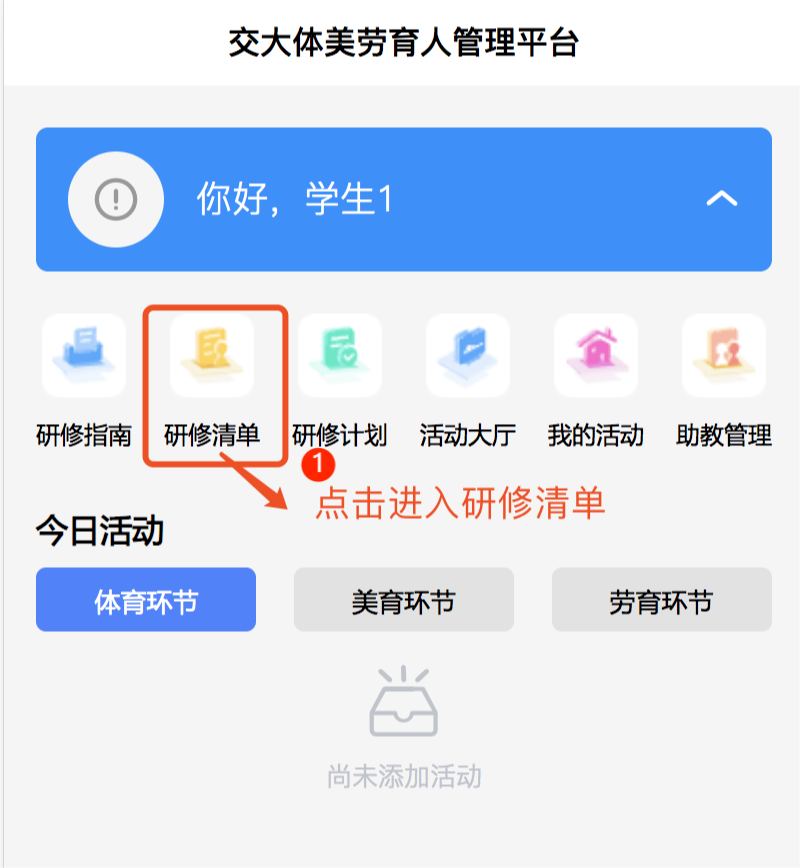 交大体美劳育人管理平台
你好，学生1
研修指南 研修清单 研修计划 活动大厅 我的活动 助教管理
1
点击进入研修清单
今日活动
体育环节 美育环节 劳育环节
尚未添加活动